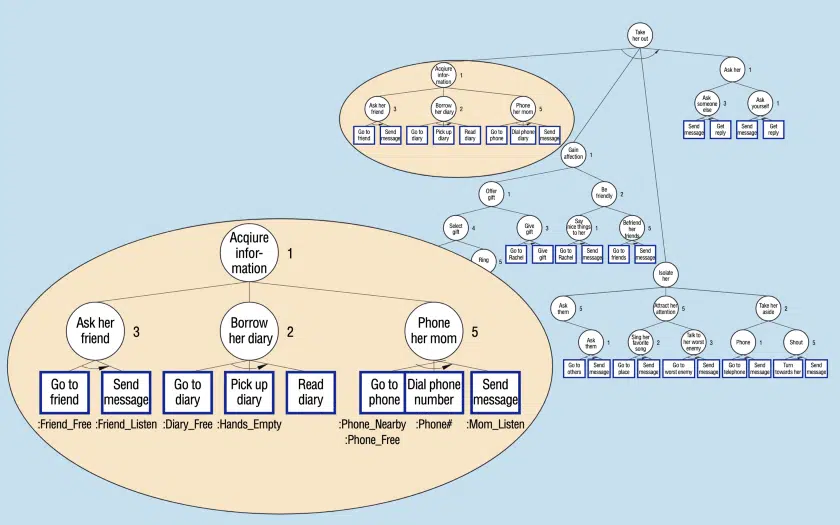 Take
her out
Acqiure
infor-
mation
1
Ask her
1
Ask her
friend
3
Borrow
her diary
2
Phone
her mom
5
Ask
someone
else
3
Ask
yourself
1
Go to
friend
Send
message
Go to
diary
Pick up
diary
Read
diary
Go to
phone
Dial phone
diary
Send
message
Send
message
Get
reply
Send
message
Get
reply
Gain
affection
1
Offer
gift
1
Be
friendly
2
Select
gift
4
Give
gift
3
Say
nice things
to her
1
Befriend
her
friends
5
Ring
5
Go to
Rachel
Give
gift
Go to
Rachel
Send
message
Go to
friends
Send
message
Isolate
her
Ask
them
5
Attract her
attention
5
Take her
aside
2
Ask
them
1
Sing her
favorite
song
2
Talk to
her worst
enemy
3
Phone
1
Shout
5
Go to
others
Send
message
Go to
place
Send
message
Go to
worst enemy
Send
message
Go to
telephone
Send
message
Turn
towards her
Send
message
Acqiure
infor-
mation
1
Ask her
friend
3
Borrow
her diary
2
Phone
her mom
5
Go to
friend
Send
message
Go to
diary
Pick up
diary
Read
diary
Go to
phone
Dial phone
number
Send
message
:Friend_Free :Friend_Listen :Diary_Free :Hands_Empty :Phone_Nearby :Phone# :Mom_Listen
:Phone_Free